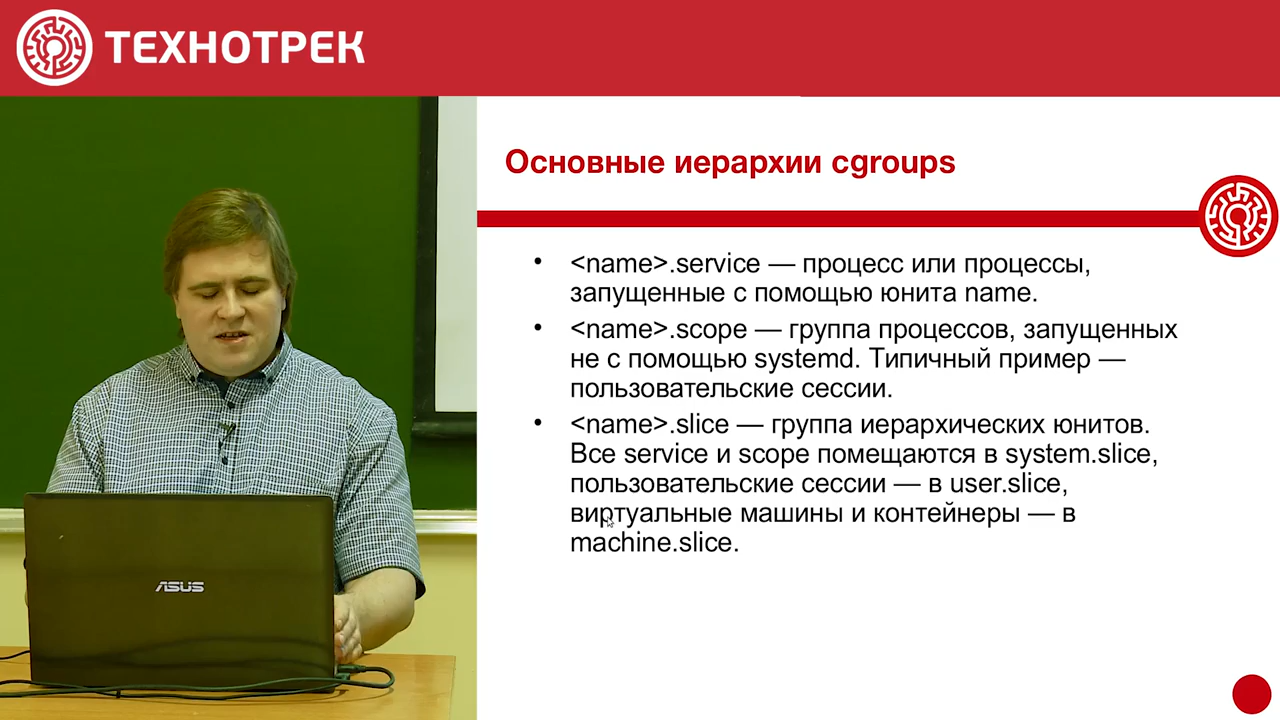 ТЕХНОТРЕК
Основные иерархии cgroups
• <name>.service — процесс или процессы,
запущенные с помощью юнита name.
• <name>.scope — группа процессов, запущенных
не с помощью systemd. Типичный пример —
пользовательские сессии.
• <name>.slice — группа иерархических юнитов.
Все service и scope помещаются в system.slice,
пользовательские сессии — в user.slice,
виртуальные машины и контейнеры — в
machine.slice.
ASUS